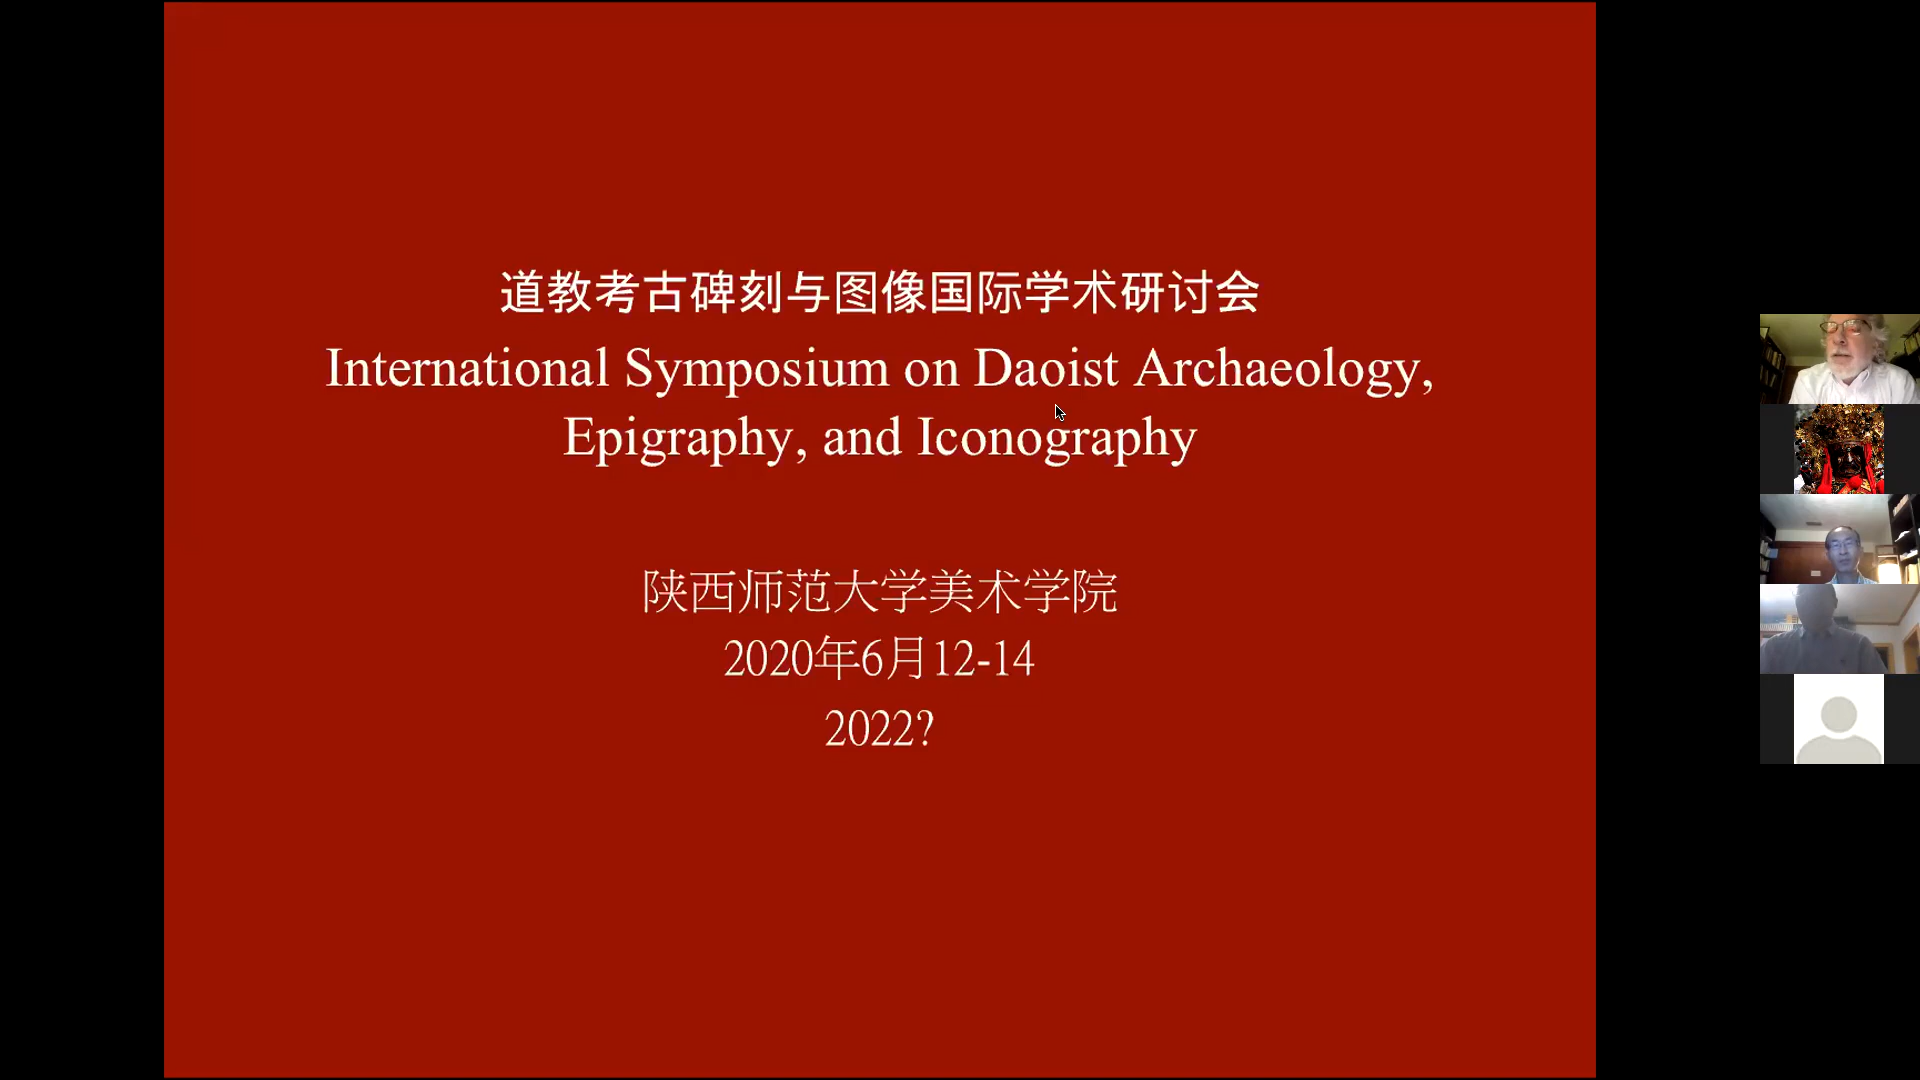 道教考古碑刻与图像国际学术研讨会
International Symposium on Daoist Archaeology,
Epigraphy, and Iconography
陕西师范大学美术学院
2020年6月12-14
2022?